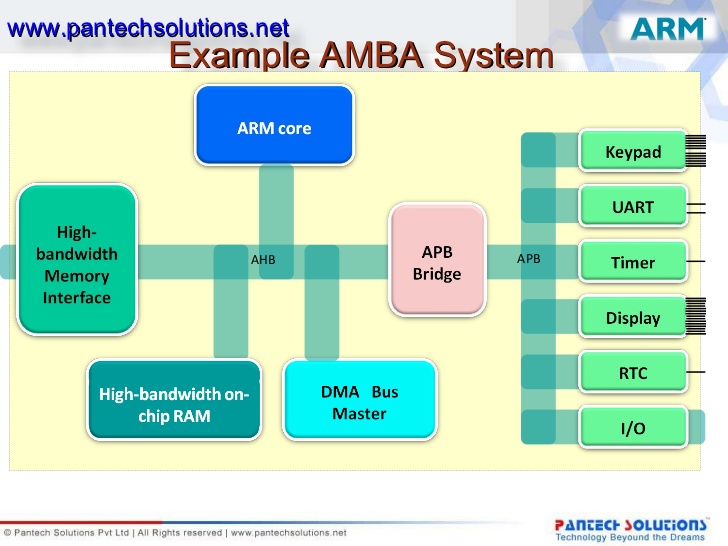 www.pantechsolutions.net
ARM
Example AMBA System
ARM core
Keypad
High-
bandwidth
Memory
Interface
UART
AHB
APB
Bridge
APB
Timer
Display
High-bandwidth on-
chip RAM
DMA Bus
Master
RTC
I/O
© Pantech Solutions Pvt Ltd | All Rights reserved | www.pantechsolutions.net
PANTECH SOLUTIONS
Technology Beyound the Dreams